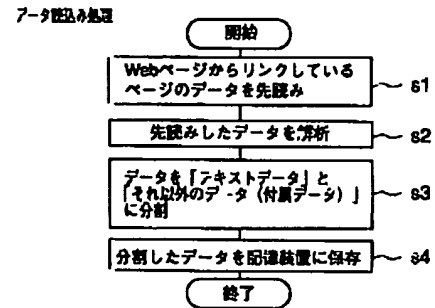 データ読込み処理
開始
Webページからリンクしている
ページのデータを先読み
s1
先読みしたデータを解析
s2
データを「テキストデータ」と
「それ以外のデータ（付属データ）」
に分割
s3
分割したデータを記憶装置に保存
s4
終了